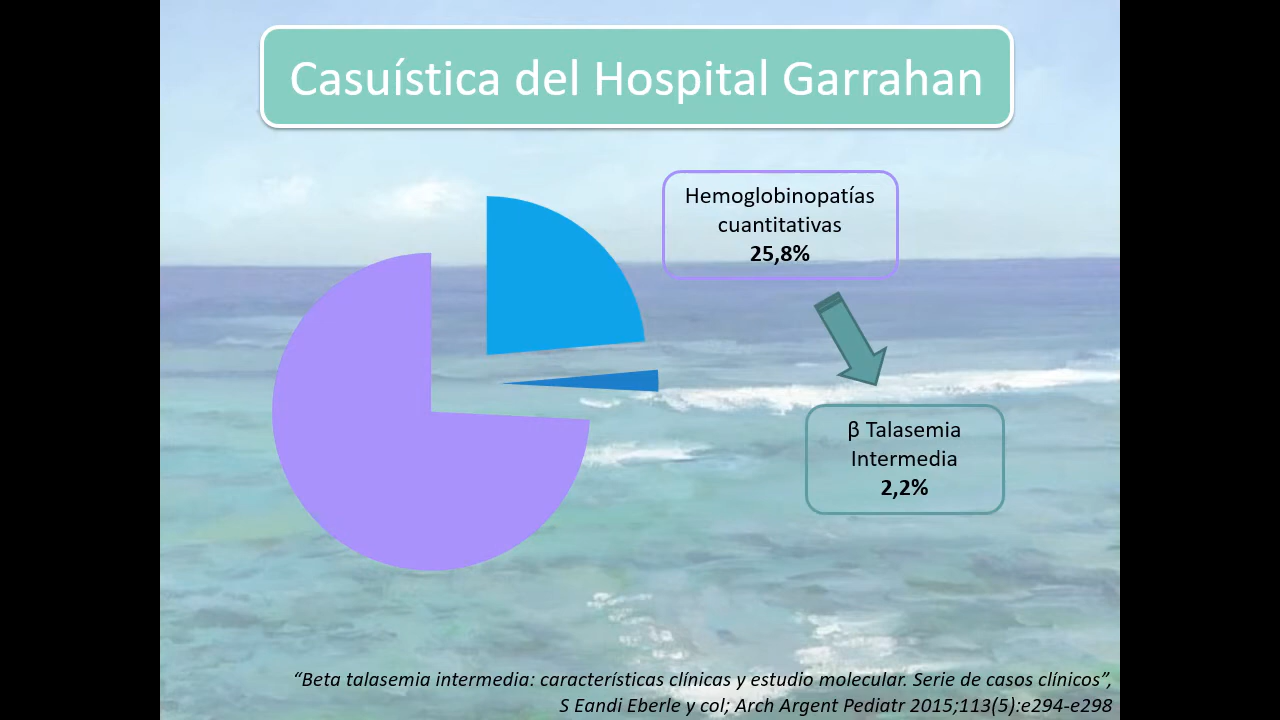 Casuística del Hospital Garrahan
Hemoglobinopatías
cuantitativas
25,8%
β Talasemia
Intermedia
2,2%
“Beta talasemia intermedia: características clínicas y estudio molecular. Serie de casos clínicos”,
S Eandi Eberle y col; Arch Argent Pediatr 2015;113(5):e294-e298